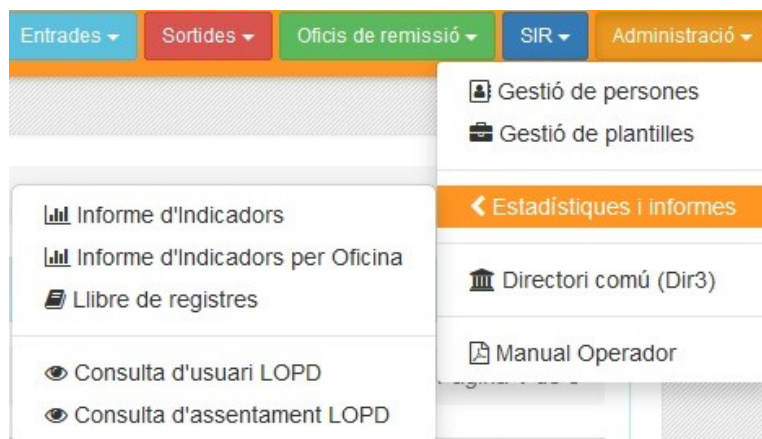 Entrades
Sortides
Oficis de remissió
SIR
Administració
Gestió de persones
Gestió de plantilles
Estadístiques i informes
Directori comú (Dir3)
Manual Operador
Informe d'Indicadors
Informe d'Indicadors per Oficina
Llibre de registres
Consulta d'usuari LOPD
Consulta d'assentament LOPD